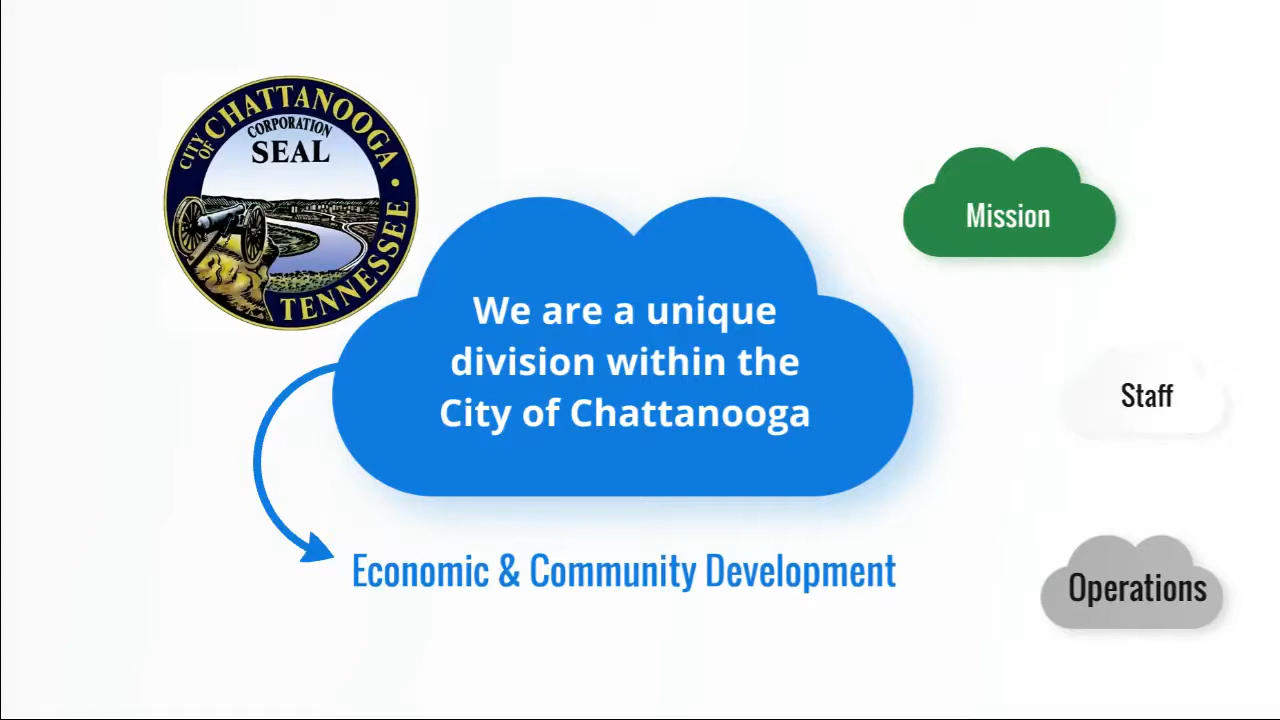 CITY OF CHATTANOOGA • TENNESSEE
CORPORATION
SEAL
We are a unique
division within the
City of Chattanooga
Economic & Community Development
Mission
Staff
Operations